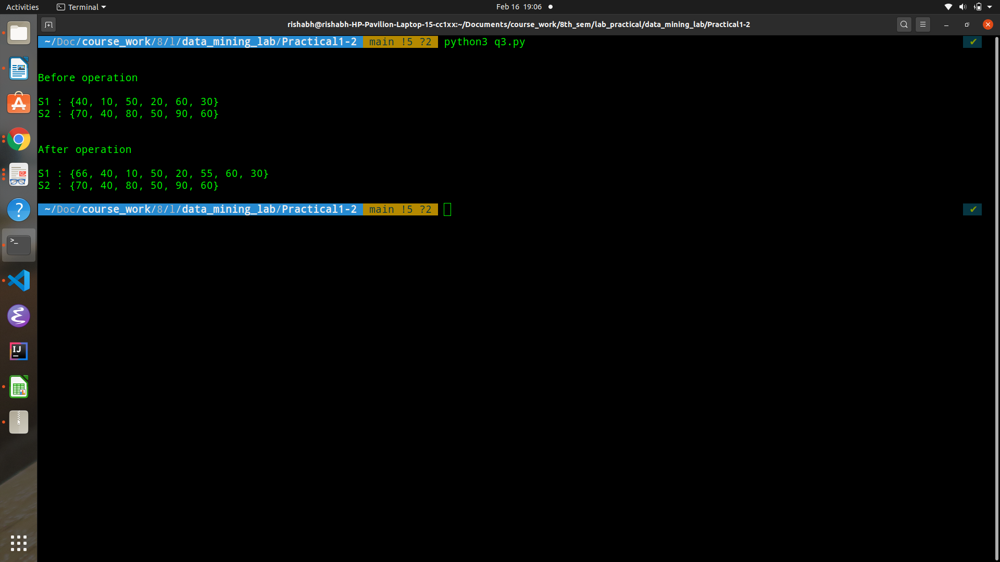 Activities Terminal Feb 16 19:06
rishabh@rishabh-HP-Pavilion-Laptop-15-cc1xx:~/Documents/course_work/8th_sem/lab_practical/data_mining_lab/Practical1-2
~/Doc/course_work/8/l/data_mining_lab/Practical1-2 main !5 ?2 python3 q3.py ✔
Before operation
S1 : {40, 10, 50, 20, 60, 30}
S2 : {70, 40, 80, 50, 90, 60}
After operation
S1 : {66, 40, 10, 50, 20, 55, 60, 30}
S2 : {70, 40, 80, 50, 90, 60}
~/Doc/course_work/8/l/data_mining_lab/Practical1-2 main !5 ?2 ✔
?
>_
IJ